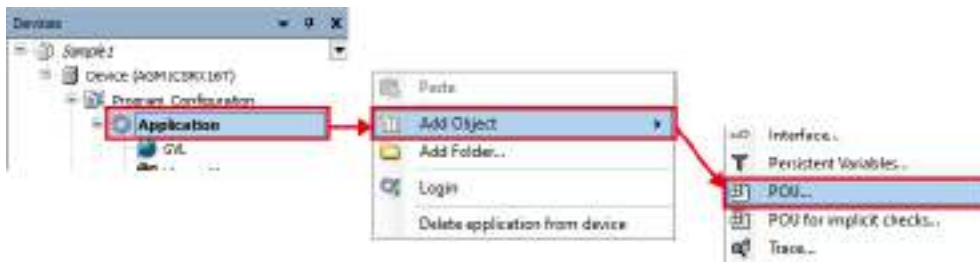 Devices
Sample1
Device (AGM1CSRX16T)
Program Configuration
Application
GVL
Paste
Add Object
Add Folder...
Login
Delete application from device
Interface...
Persistent Variables...
POU...
POU for implicit checks...
Trace...